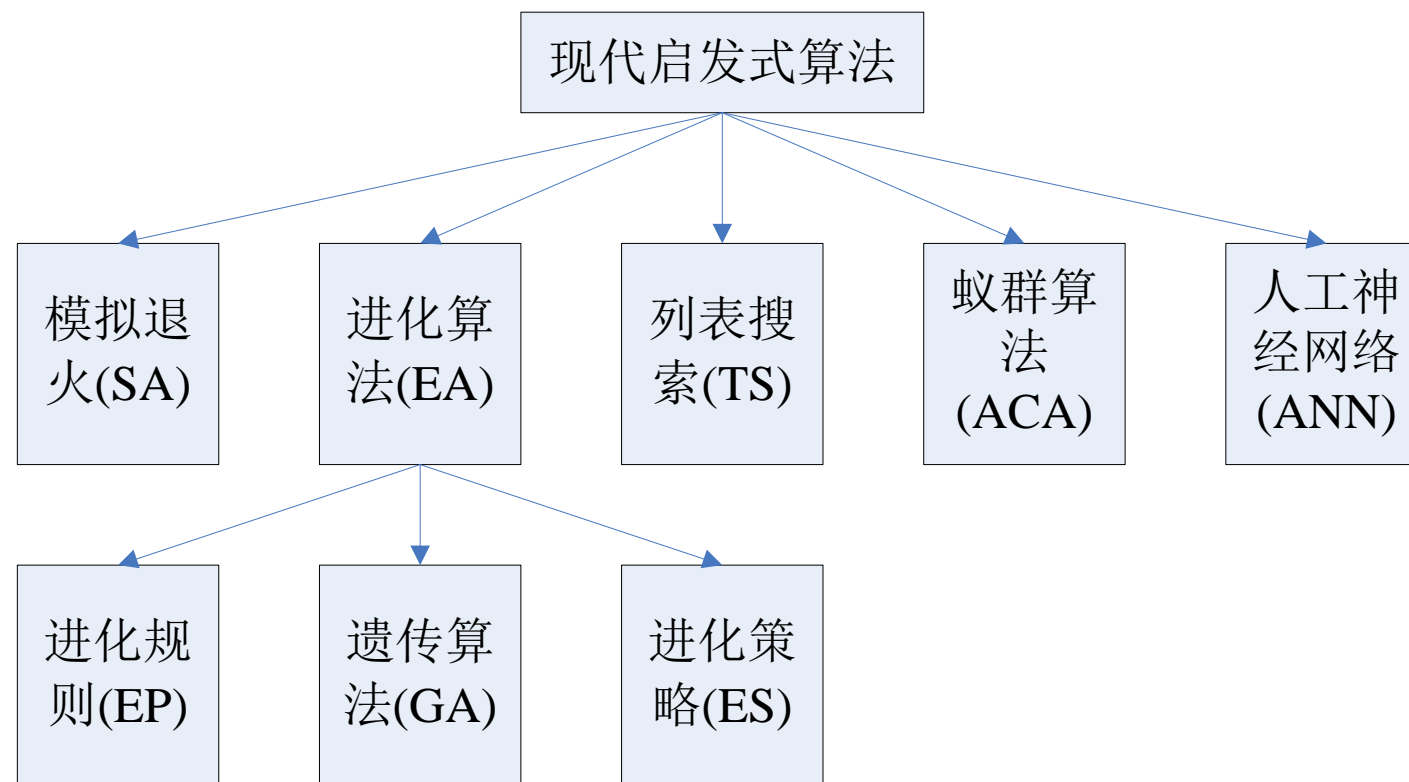 现代启发式算法
模拟退
火(SA)
进化算
法(EA)
列表搜
索(TS)
蚁群算
法
(ACA)
人工神
经网络
(ANN)
进化规
则(EP)
遗传算
法(GA)
进化策
略(ES)